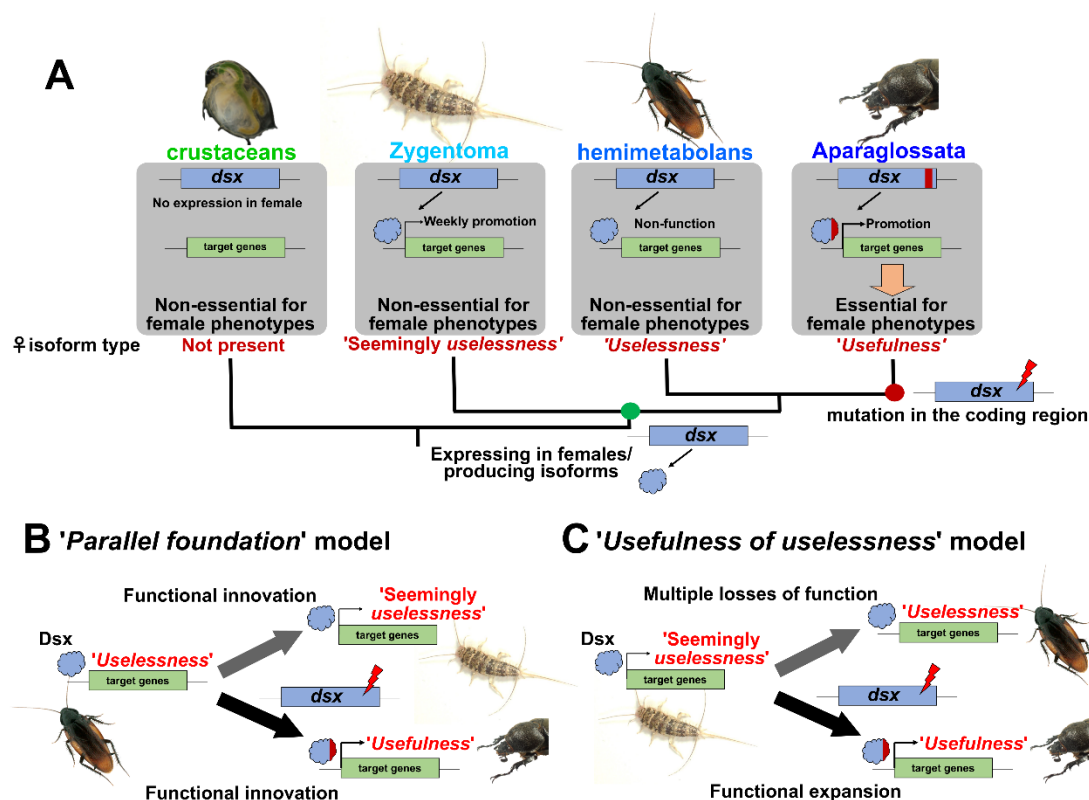 A
crustaceans
Zygentoma
hemimetabolans
Aparaglossata
dsx
dsx
dsx
dsx
No expression in female
Weekly promotion
Non-function
Promotion
target genes
target genes
target genes
target genes
Non-essential for
female phenotypes
Non-essential for
female phenotypes
Non-essential for
female phenotypes
Essential for
female phenotypes
♀isoform type
Not present
'Seemingly uselessness'
'Uselessness'
'Usefulness'
dsx
mutation in the coding region
Expressing in females/
producing isoforms
dsx
B 'Parallel foundation' model
Functional innovation
'Seemingly
uselessness'
target genes
Dsx
'Uselessness'
target genes
dsx
'Usefulness'
target genes
Functional innovation
C 'Usefulness of uselessness' model
Multiple losses of function
'Uselessness'
target genes
Dsx
'Seemingly
uselessness'
target genes
dsx
'Usefulness'
target genes
Functional expansion